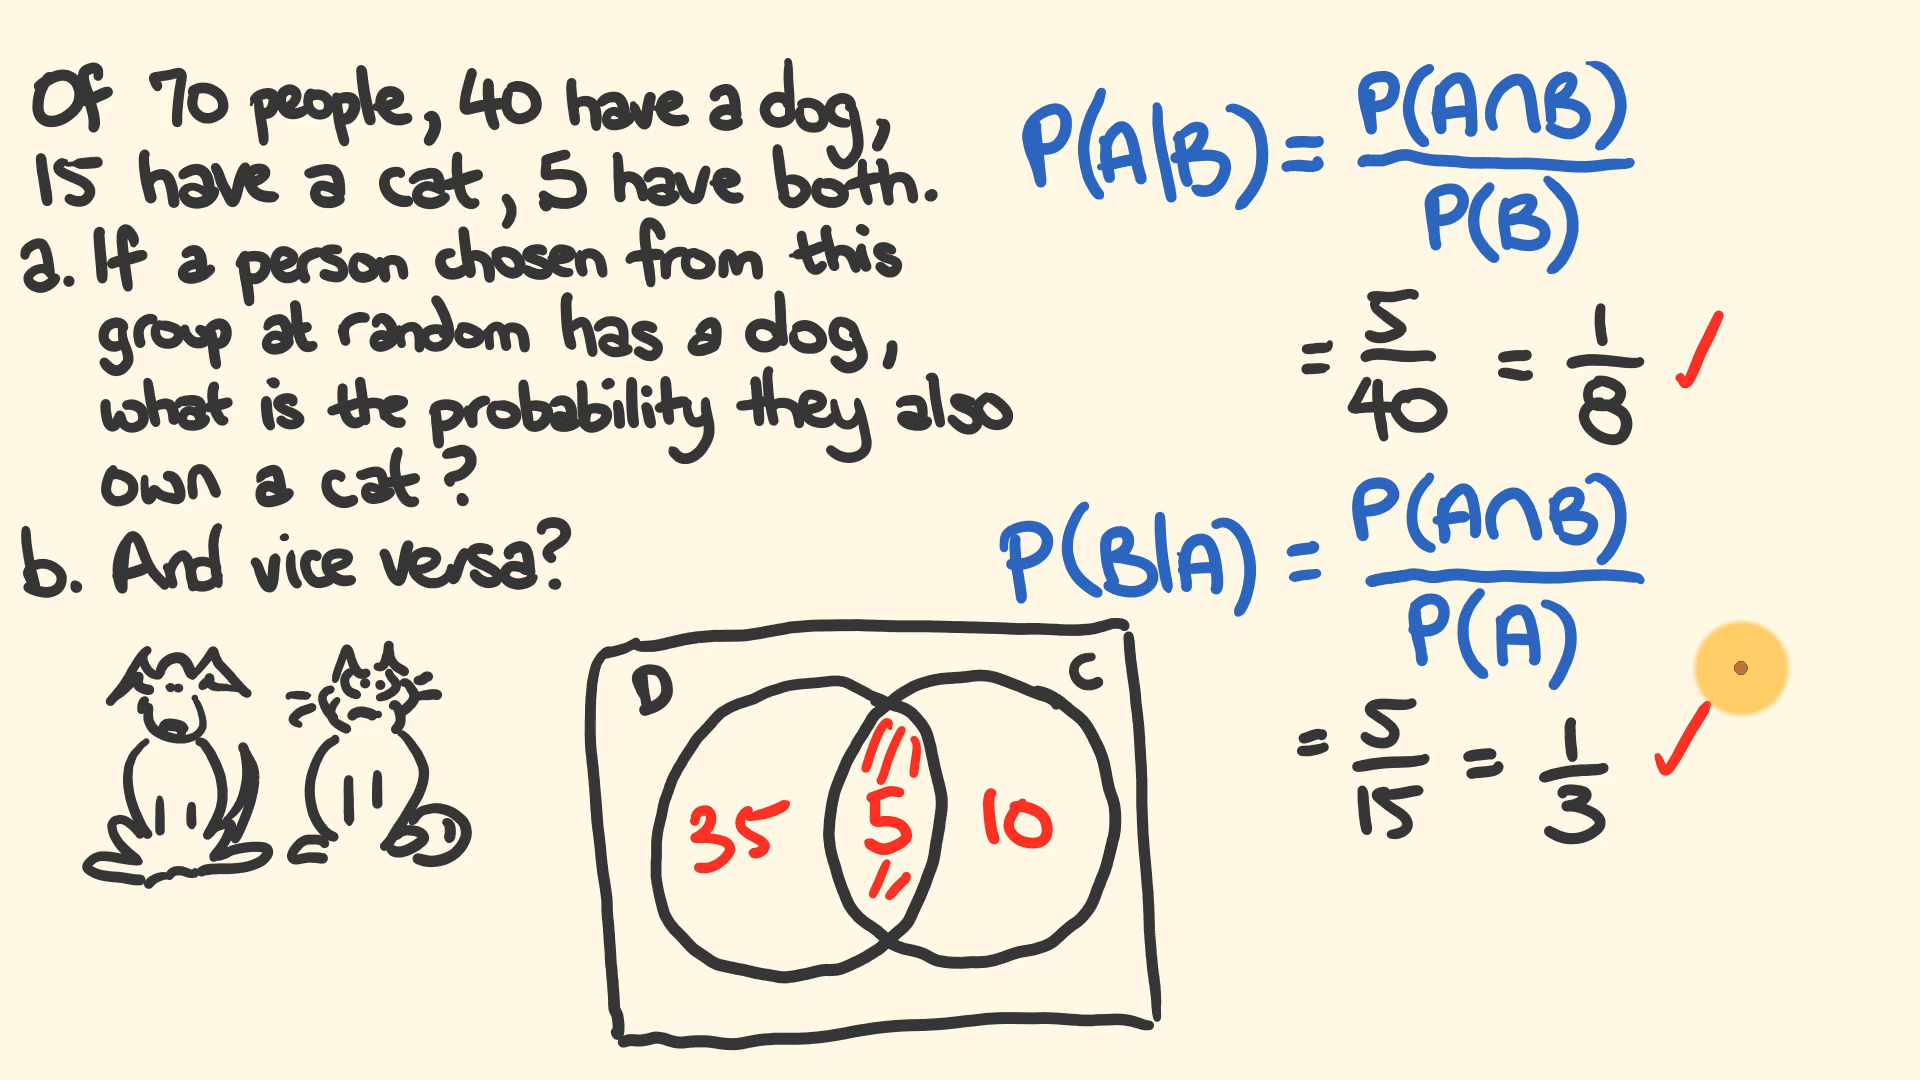 Of 70 people, 40 have a dog,
15 have a cat, 5 have both.
a. If a person chosen from this
group at random has a dog,
what is the probability they also
own a cat?
b. And vice versa?
P(A|B) = P(A∩B) / P(B)
= 5/40 = 1/8 ✓
P(B|A) = P(A∩B) / P(A)
= 5/15 = 1/3 ✓
D C
35 5 10